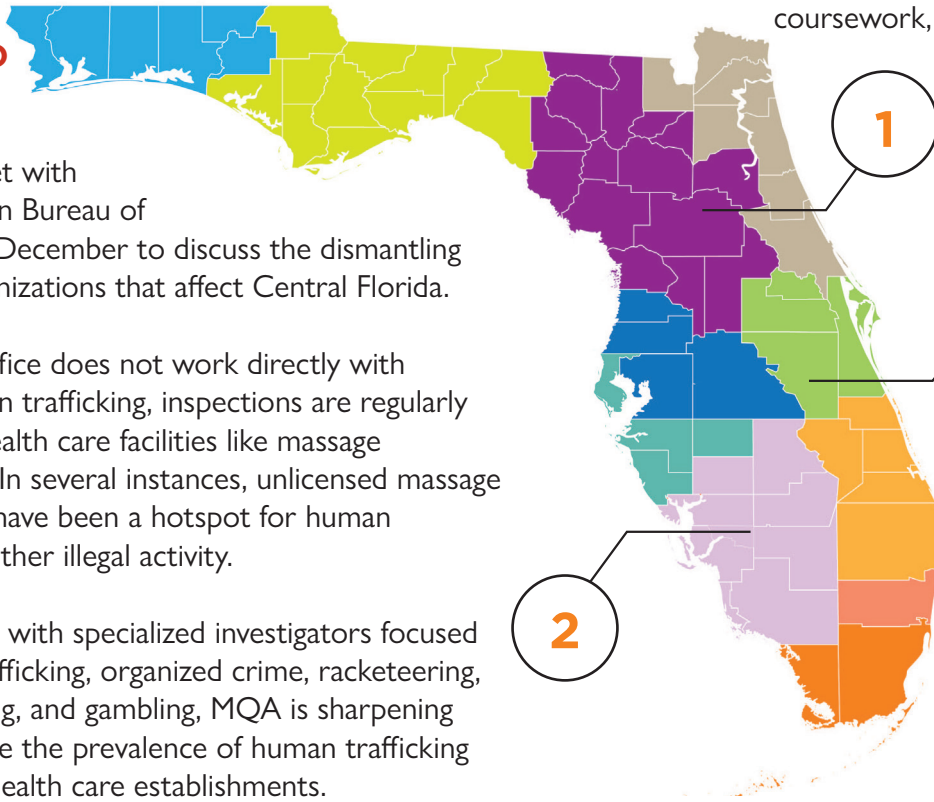 coursework,
1
et with
n Bureau of
December to discuss the dismantling
nizations that affect Central Florida.
ffice does not work directly with
n trafficking, inspections are regularly
ealth care facilities like massage
In several instances, unlicensed massage
have been a hotspot for human
ther illegal activity.
2
with specialized investigators focused
fficking, organized crime, racketeering,
g, and gambling, MQA is sharpening
e the prevalence of human trafficking
ealth care establishments.